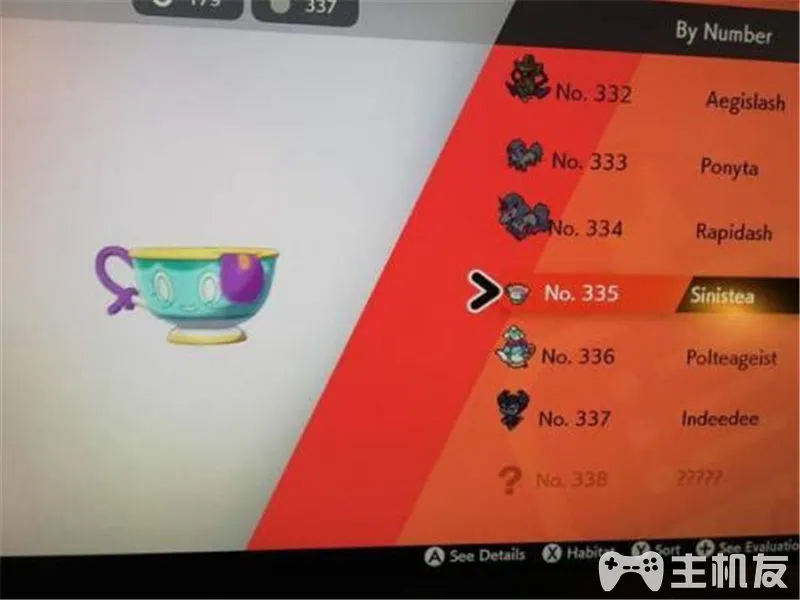 179
337
By Number
No. 332 Aegislash
No. 333 Ponyta
No. 334 Rapidash
No. 335 Sinistea
No. 336 Polteageist
No. 337 Indeedee
? No. 338 ?????
A See Details X Habitat Y Sort + See Evaluatio
主机友